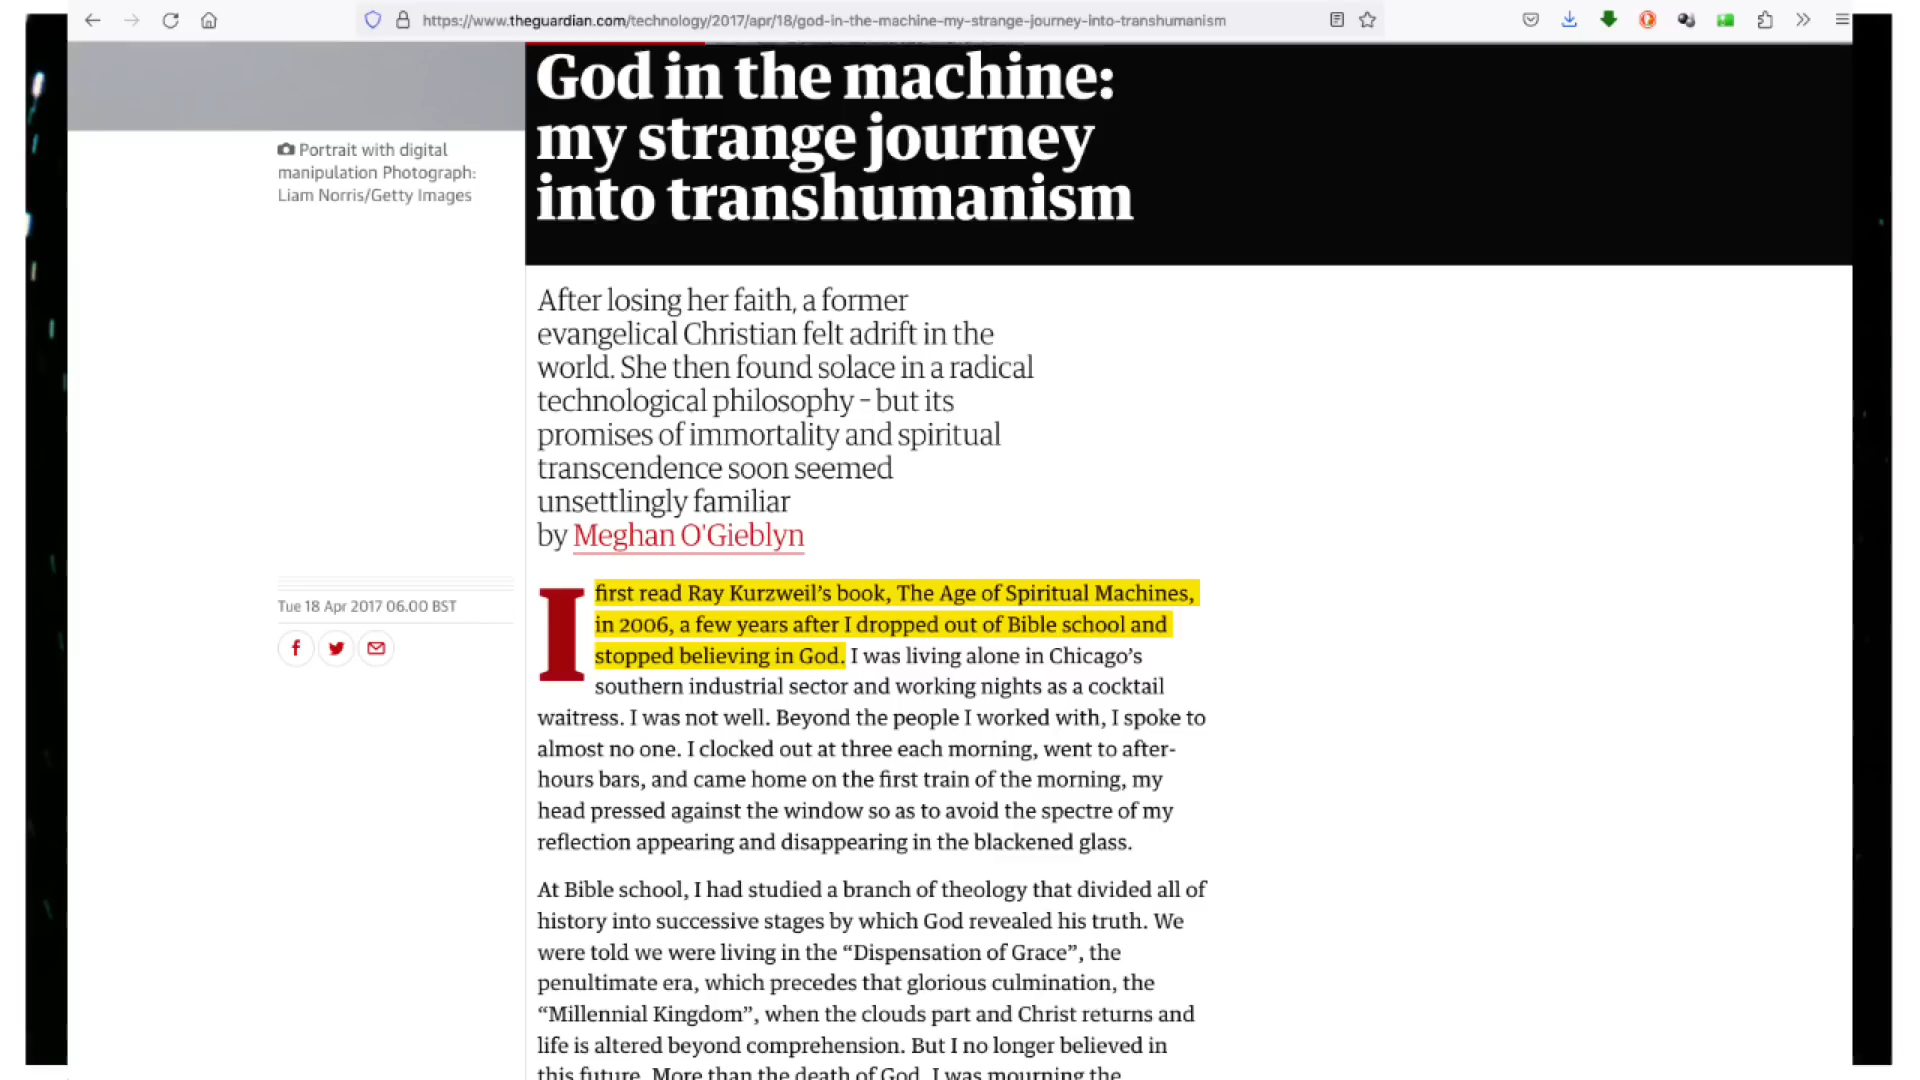 https://www.theguardian.com/technology/2017/apr/18/god-in-the-machine-my-strange-journey-into-transhumanism
God in the machine:
my strange journey
into transhumanism
Portrait with digital
manipulation Photograph:
Liam Norris/Getty Images
After losing her faith, a former
evangelical Christian felt adrift in the
world. She then found solace in a radical
technological philosophy – but its
promises of immortality and spiritual
transcendence soon seemed
unsettlingly familiar
by Meghan O'Gieblyn
Tue 18 Apr 2017 06.00 BST
I first read Ray Kurzweil’s book, The Age of Spiritual Machines,
in 2006, a few years after I dropped out of Bible school and
stopped believing in God. I was living alone in Chicago’s
southern industrial sector and working nights as a cocktail
waitress. I was not well. Beyond the people I worked with, I spoke to
almost no one. I clocked out at three each morning, went to after-
hours bars, and came home on the first train of the morning, my
head pressed against the window so as to avoid the spectre of my
reflection appearing and disappearing in the blackened glass.
At Bible school, I had studied a branch of theology that divided all of
history into successive stages by which God revealed his truth. We
were told we were living in the “Dispensation of Grace”, the
penultimate era, which precedes that glorious culmination, the
“Millennial Kingdom”, when the clouds part and Christ returns and
life is altered beyond comprehension. But I no longer believed in
this future. More than the death of God, I was mourning the